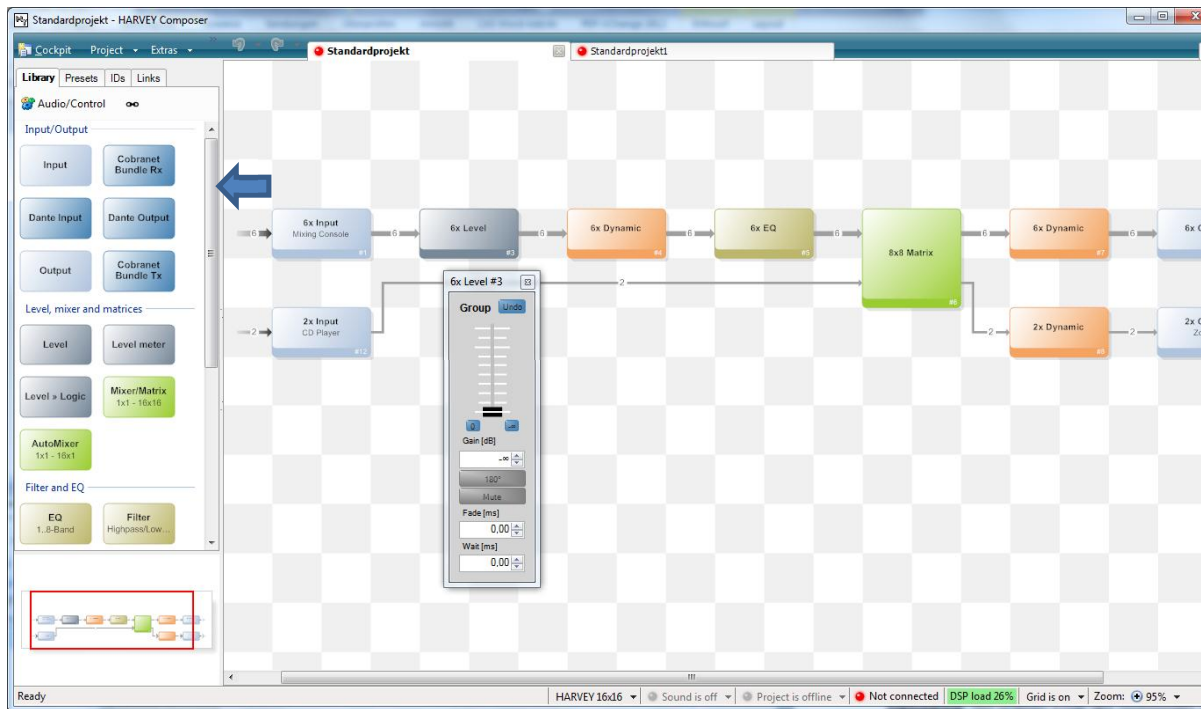 Standardprojekt - HARVEY Composer
Cockpit Project Extras
Standardprojekt
Standardprojekt1
Library Presets IDs Links
Audio/Control
Input/Output
Input
Cobranet
Bundle Rx
Dante Input
Dante Output
Output
Cobranet
Bundle Tx
Level, mixer and matrices
Level
Level meter
Level » Logic
Mixer/Matrix
1x1 - 16x16
AutoMixer
1x1 - 16x1
Filter and EQ
EQ
1..8-Band
Filter
Highpass/Low...
6
6x Input
Mixing Console
#1
6
6x Level
#3
6
6x Dynamic
#4
6
6x EQ
#5
6
8x8 Matrix
#6
6
6x Dynamic
#7
6
2
2x Input
CD Player
#12
2
2
2x Dynamic
#9
2
6x Level #3
Group Undo
0 -∞
Gain [dB]
-∞
180°
Mute
Fade [ms]
0,00
Wait [ms]
0,00
Ready
HARVEY 16x16
Sound is off
Project is offline
Not connected
DSP load 26%
Grid is on
Zoom: 95%